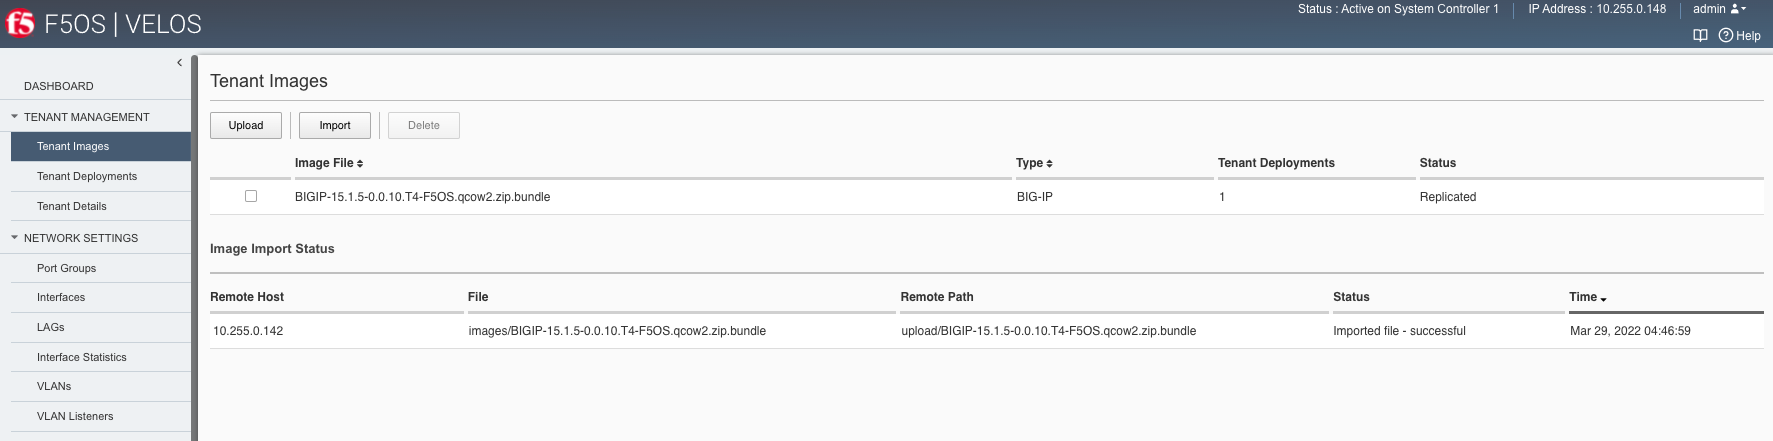 f5 F5OS | VELOS
Status : Active on System Controller 1 IP Address : 10.255.0.148 admin
Help
DASHBOARD
TENANT MANAGEMENT
Tenant Images
Tenant Deployments
Tenant Details
NETWORK SETTINGS
Port Groups
Interfaces
LAGs
Interface Statistics
VLANs
VLAN Listeners
Tenant Images
Upload Import Delete
Image File Type Tenant Deployments Status
BIGIP-15.1.5-0.0.10.T4-F5OS.qcow2.zip.bundle BIG-IP 1 Replicated
Image Import Status
Remote Host File Remote Path Status Time
10.255.0.142 images/BIGIP-15.1.5-0.0.10.T4-F5OS.qcow2.zip.bundle upload/BIGIP-15.1.5-0.0.10.T4-F5OS.qcow2.zip.bundle Imported file - successful Mar 29, 2022 04:46:59